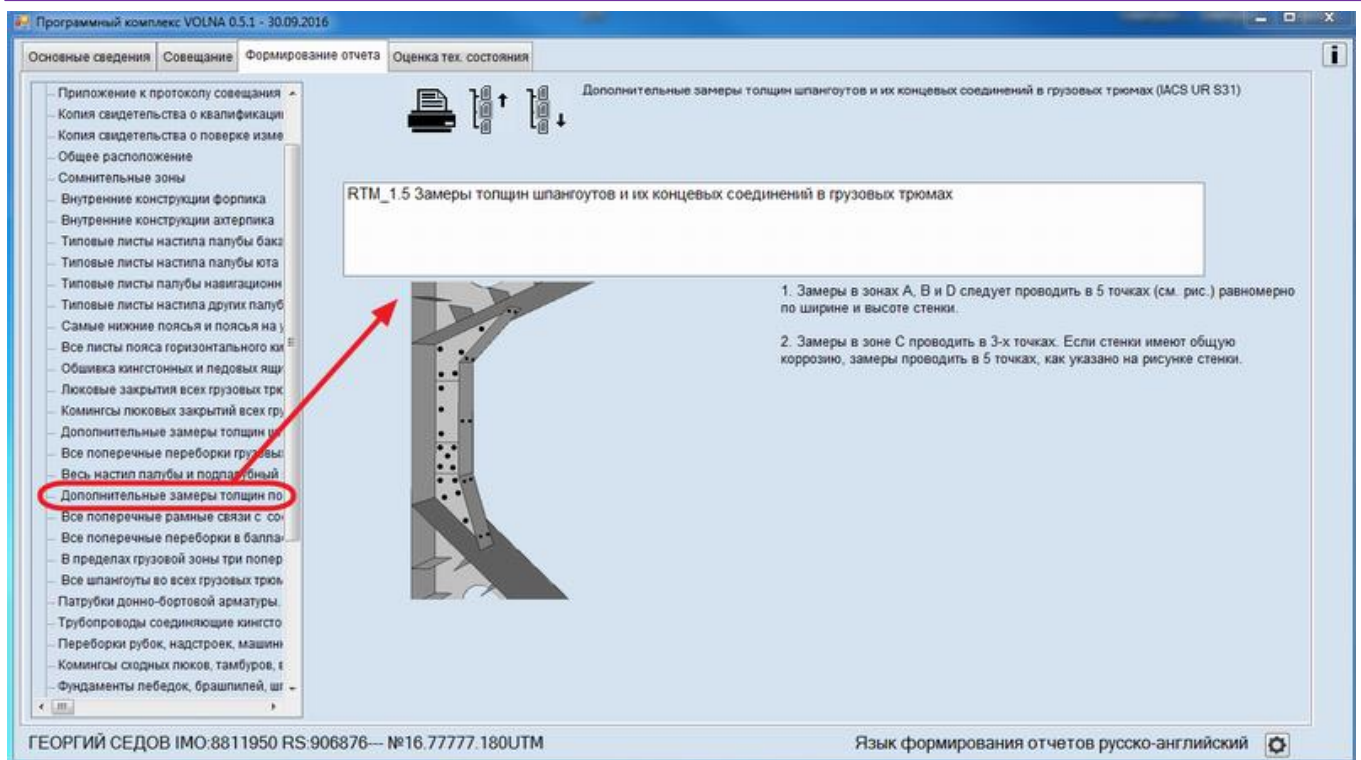 Программный комплекс VOLNA 0.5.1 - 30.09.2016
Основные сведения Совещание Формирование отчета Оценка тех. состояния
Приложение к протоколу совещания
Копия свидетельства о квалификации
Копия свидетельства о поверке изме
Общее расположение
Сомнительные зоны
Внутренние конструкции форпика
Внутренние конструкции ахтерпика
Типовые листы настила палубы бака
Типовые листы настила палубы юта
Типовые листы палубы навигационн
Типовые листы настила других палуб
Самые нижние поясья и поясья на у
Все листы пояса горизонтального ки
Обшивка кингстонных и ледовых ящи
Люковые закрытия всех грузовых трю
Комингсы люковых закрытий всех гру
Дополнительные замеры толщин
Все поперечные переборки грузовы
Весь настил палубы и подпалубный
Дополнительные замеры толщин по
Все поперечные рамные связи с со
Все поперечные переборки в балла
В пределах грузовой зоны три попер
Все шпангоуты во всех грузовых трюм
Патрубки донно-бортовой арматуры.
Трубопроводы соединяющие кингсто
Переборки рубок, надстроек, машинн
Комингсы сходных люков, тамбуров, в
Фундаменты лебедок, брашпилей, шп
Дополнительные замеры толщин шпангоутов и их концевых соединений в грузовых трюмах (IACS UR S31)
RTM_1.5 Замеры толщин шпангоутов и их концевых соединений в грузовых трюмах
1. Замеры в зонах A, B и D следует проводить в 5 точках (см. рис.) равномерно
по ширине и высоте стенки.
2. Замеры в зоне C проводить в 3-х точках. Если стенки имеют общую
коррозию, замеры проводить в 5 точках, как указано на рисунке стенки.
ГЕОРГИЙ СЕДОВ IMO:8811950 RS:906876--- №16.77777.180UTM
Язык формирования отчетов русско-английский